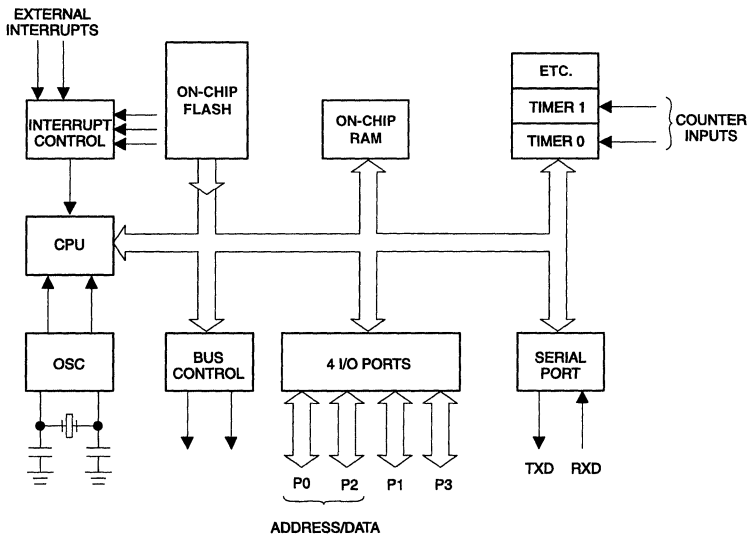 EXTERNAL
INTERRUPTS
ON-CHIP
FLASH
ETC.
TIMER 1
TIMER 0
COUNTER
INPUTS
INTERRUPT
CONTROL
ON-CHIP
RAM
CPU
OSC
BUS
CONTROL
4 I/O PORTS
SERIAL
PORT
P0
P2
P1
P3
TXD
RXD
ADDRESS/DATA